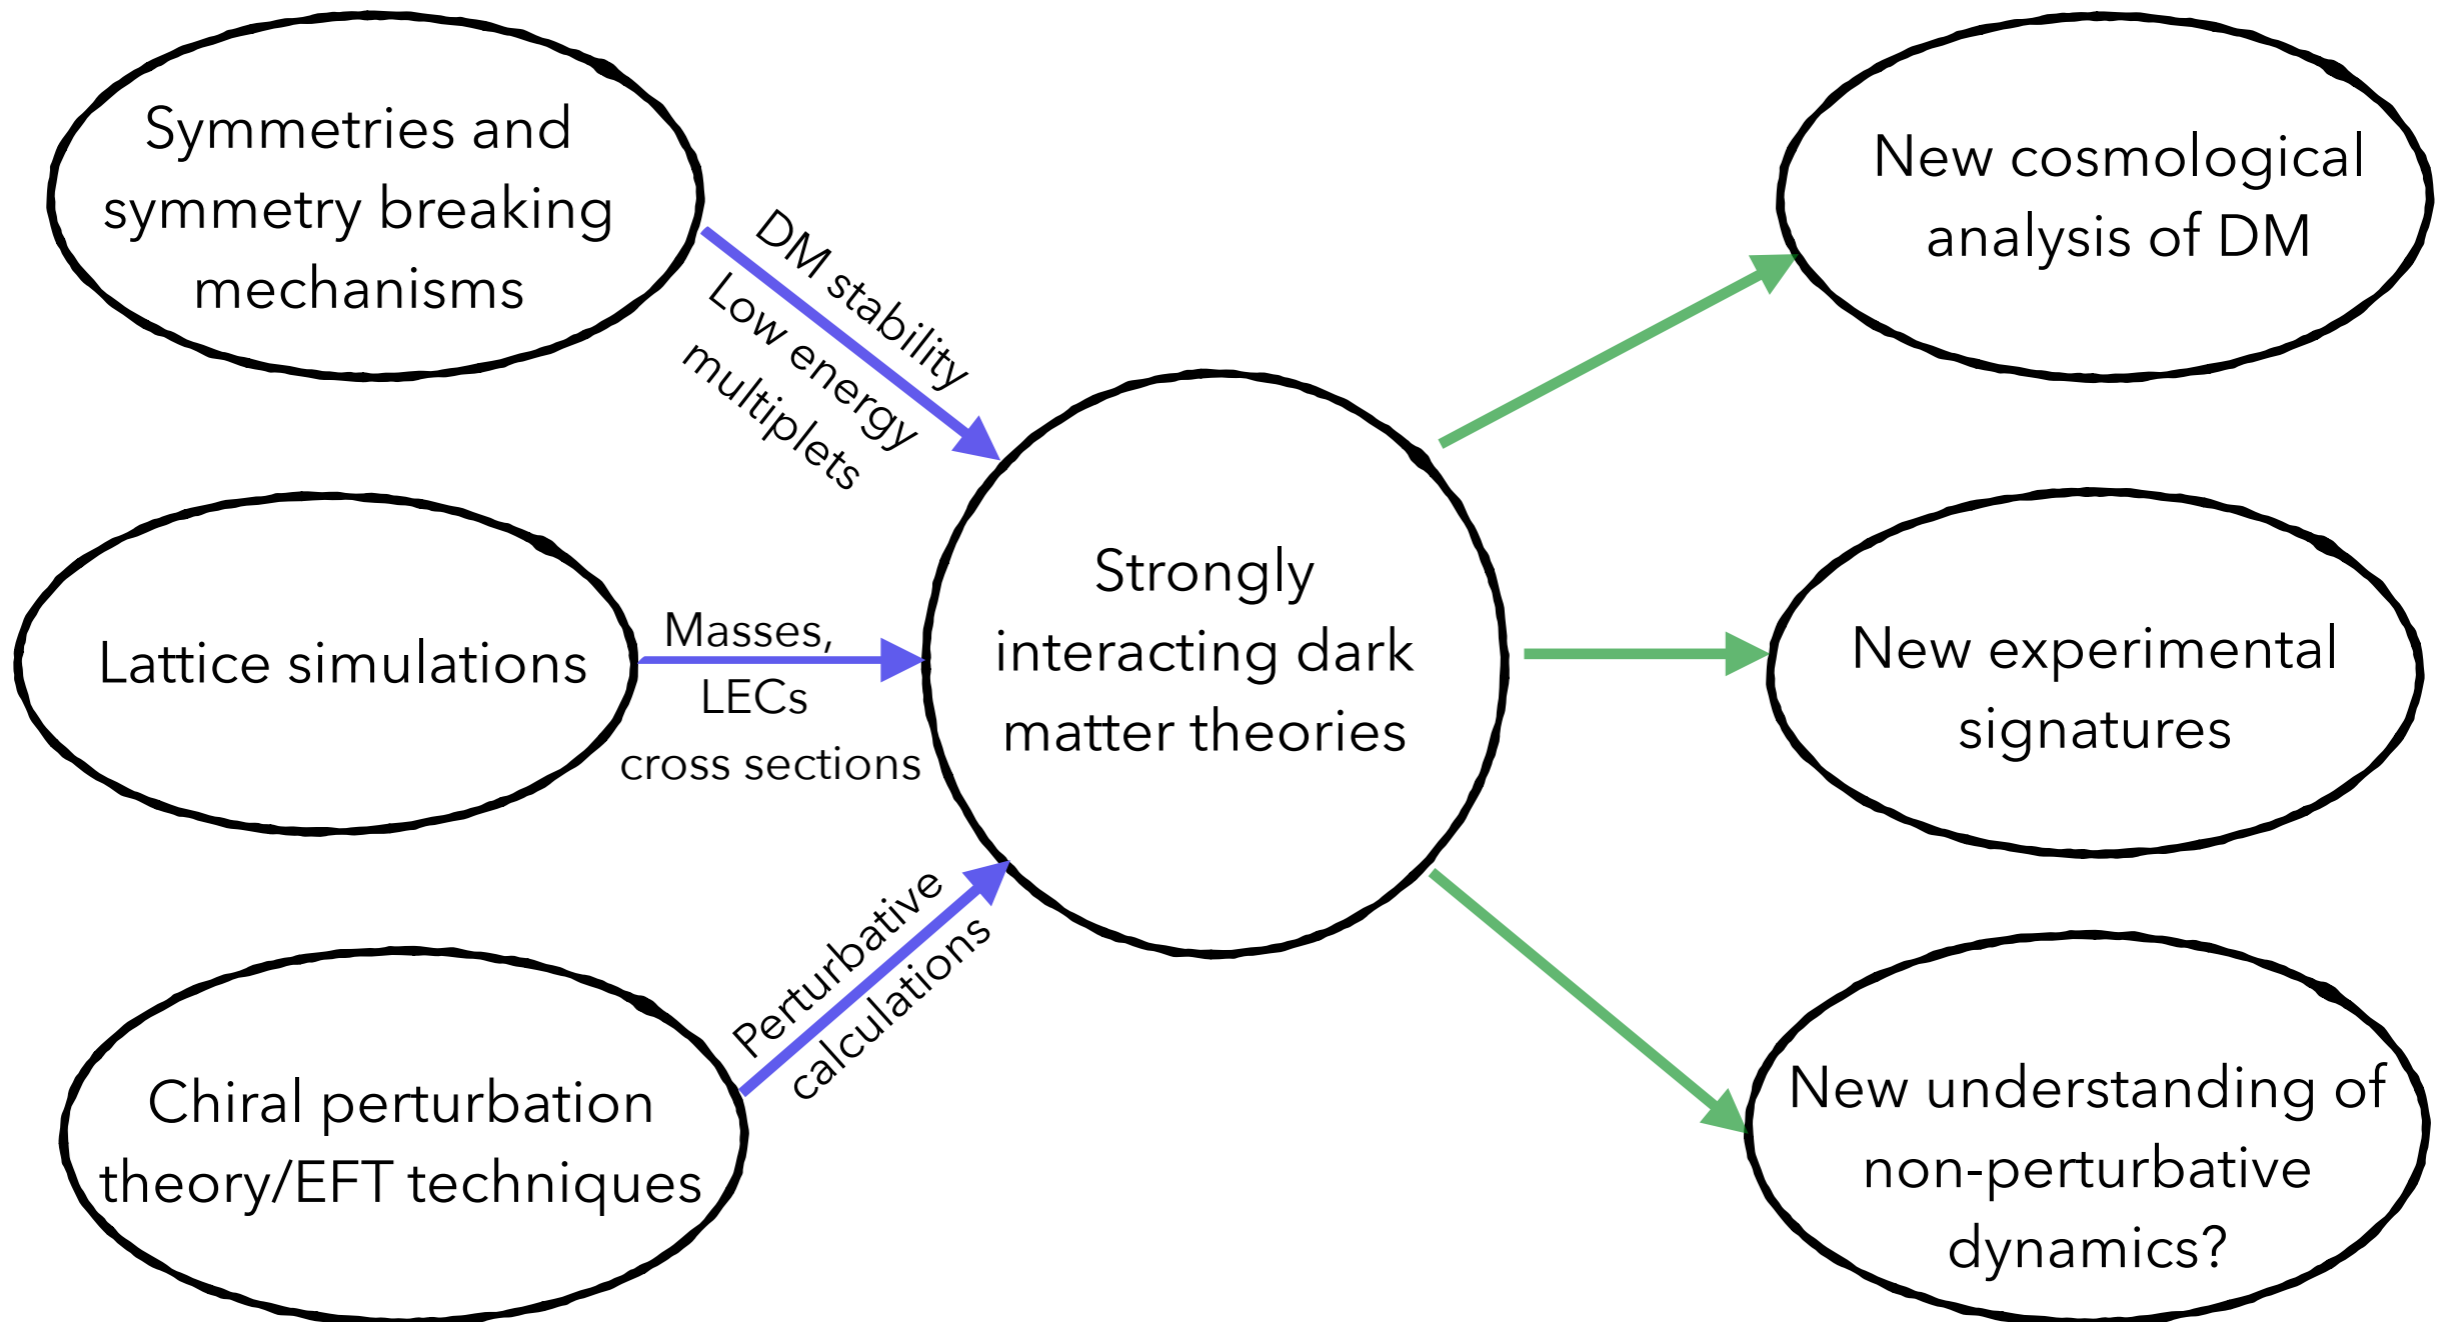 Symmetries and
symmetry breaking
mechanisms
DM stability
Low energy
multiplets
Lattice simulations
Masses,
LECs
cross sections
Chiral perturbation
theory/EFT techniques
Perturbative
calculations
Strongly
interacting dark
matter theories
New cosmological
analysis of DM
New experimental
signatures
New understanding of
non-perturbative
dynamics?